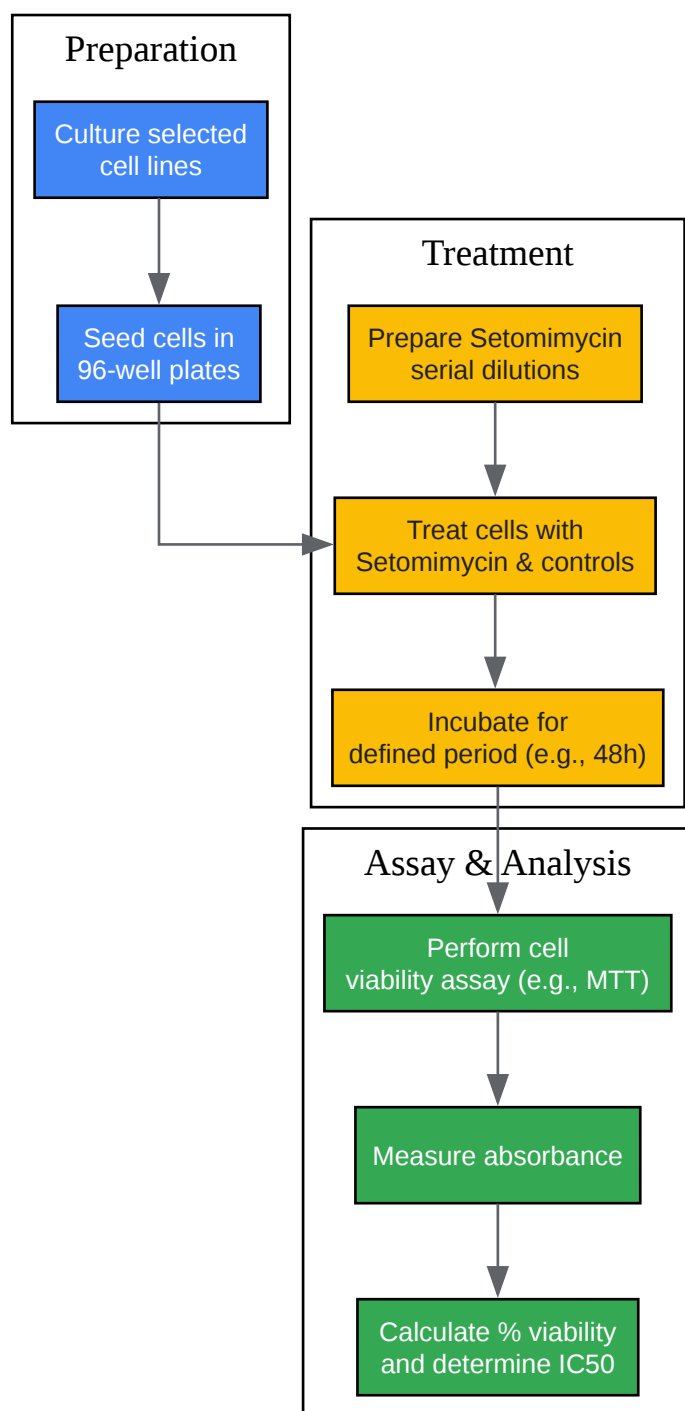 Preparation
Culture selected
cell lines
Seed cells in
96-well plates
Treatment
Prepare Setomimycin
serial dilutions
Treat cells with
Setomimycin & controls
Incubate for
defined period (e.g., 48h)
Assay & Analysis
Perform cell
viability assay (e.g., MTT)
Measure absorbance
Calculate % viability
and determine IC50